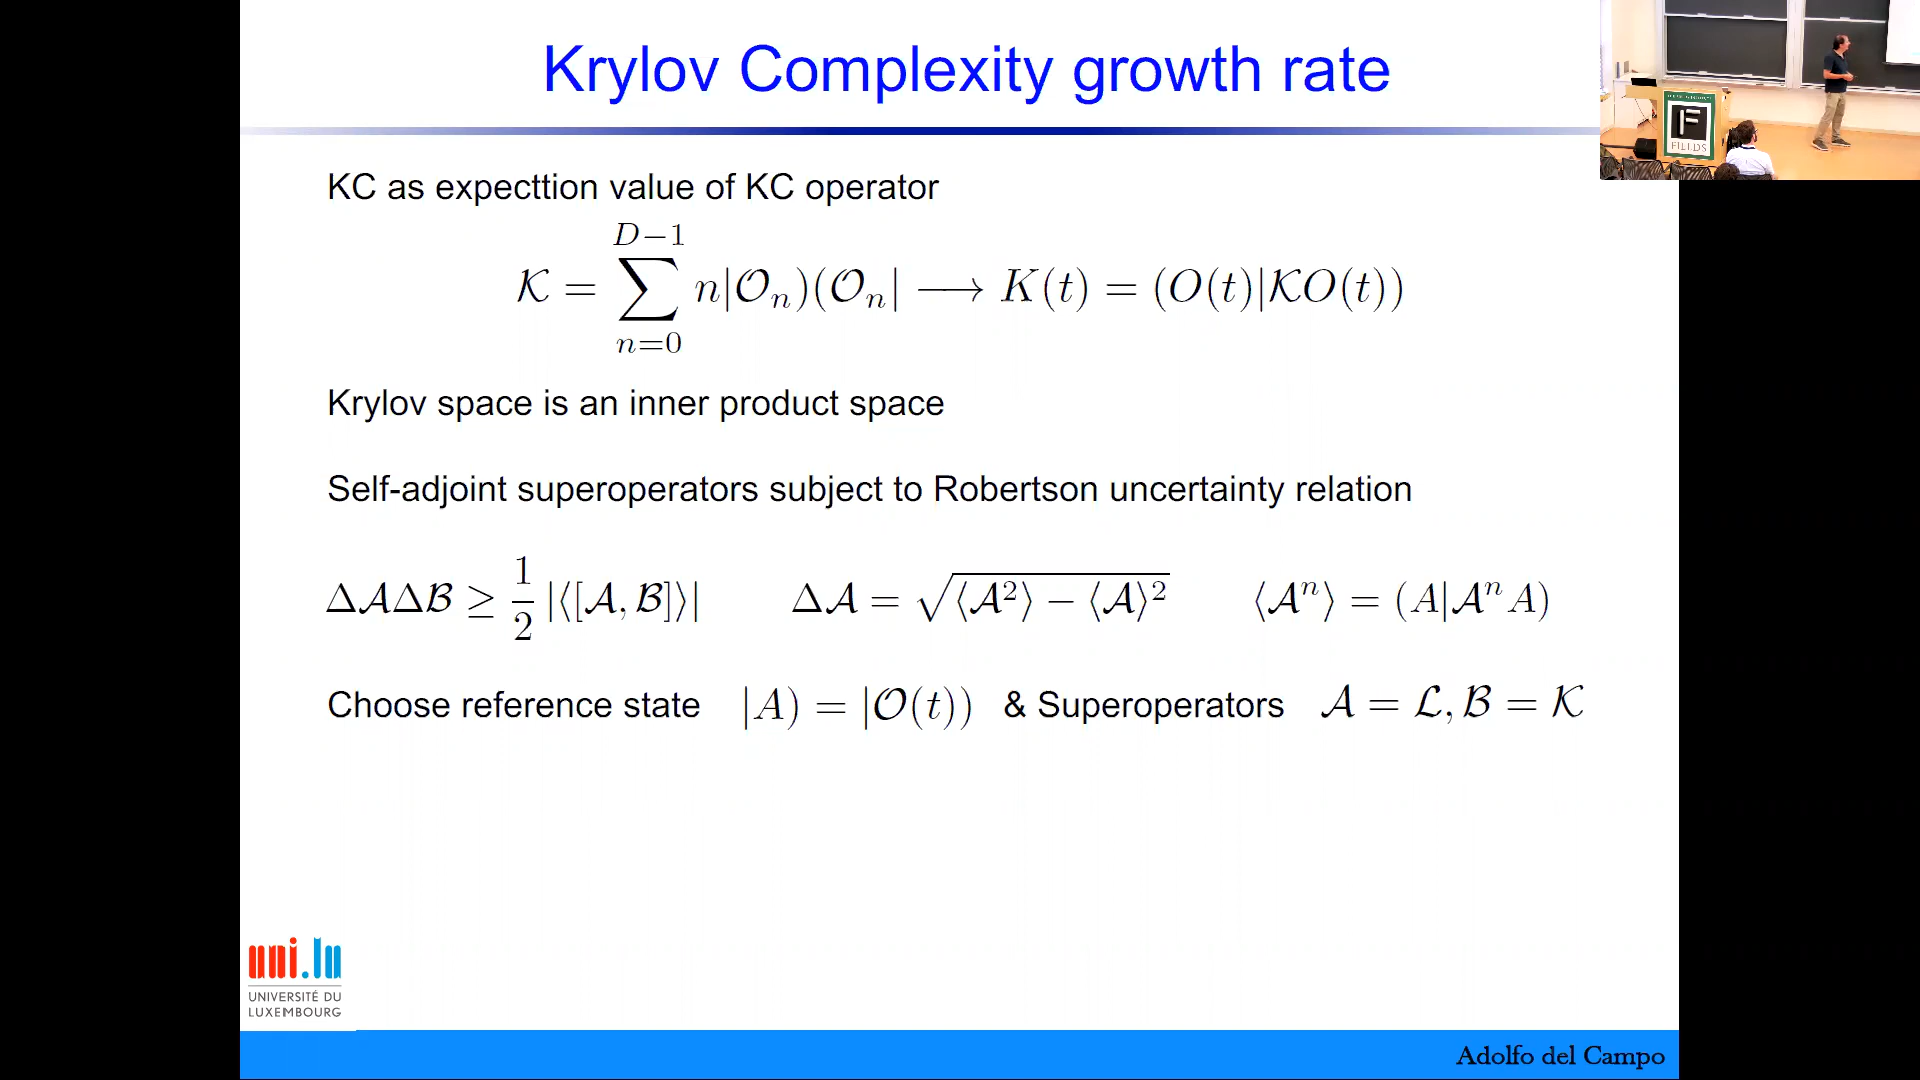 Krylov Complexity growth rate
KC as expecttion value of KC operator
𝒦 = ∑_{n=0}^{D−1} n|𝒪_n)(𝒪_n| ⟶ K(t) = (O(t)|𝒦O(t))
Krylov space is an inner product space
Self-adjoint superoperators subject to Robertson uncertainty relation
Δ𝒜Δℬ ≥ 1/2 |⟨[𝒜, ℬ]⟩| Δ𝒜 = √(⟨𝒜²⟩ − ⟨𝒜⟩²) ⟨𝒜ⁿ⟩ = (A|𝒜ⁿA)
Choose reference state |A) = |𝒪(t)) & Superoperators 𝒜 = ℒ, ℬ = 𝒦
uni.lu
UNIVERSITÉ DU
LUXEMBOURG
Adolfo del Campo
F
FIELDS